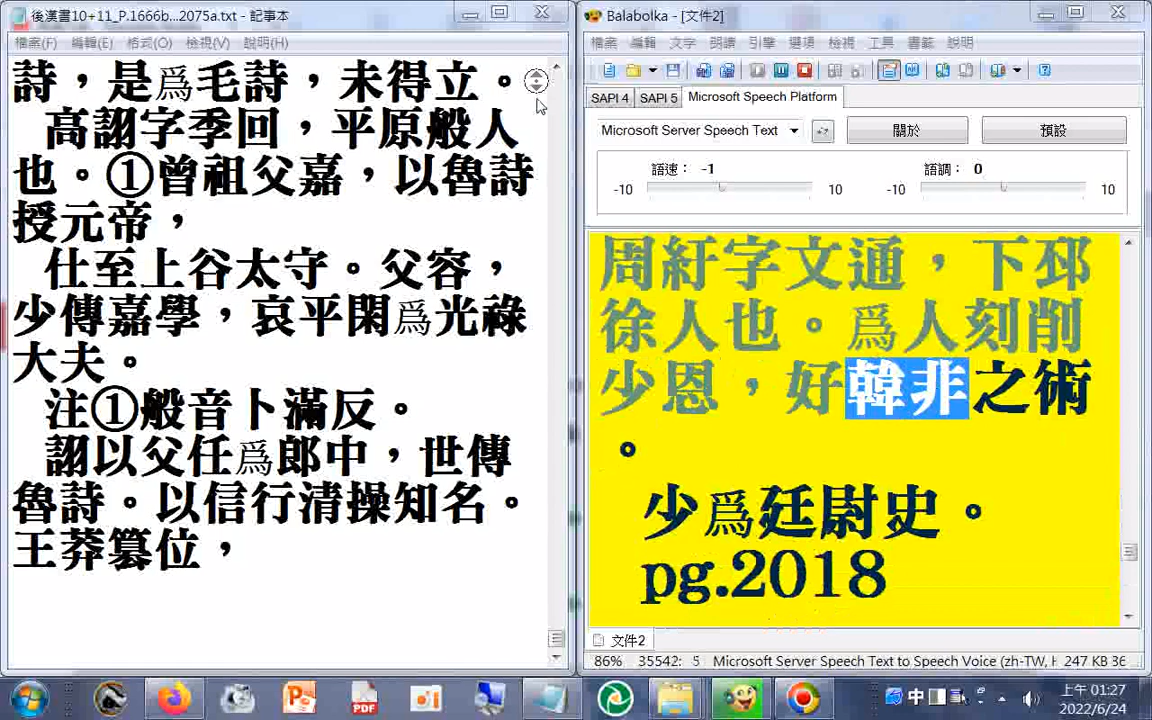 後漢書10+11_P.1666b...2075a.txt - 記事本
檔案(F) 編輯(E) 格式(O) 檢視(V) 說明(H)
詩，是爲毛詩，未得立。
高詡字季回，平原般人
也。①曾祖父嘉，以魯詩
授元帝，
仕至上谷太守。父容，
少傳嘉學，哀平閑爲光祿
大夫。
注①般音卜滿反。
詡以父任爲郎中，世傳
魯詩。以信行清操知名。
王莽篡位，
Balabolka - [文件2]
檔案 編輯 文字 朗讀 引擎 選項 檢視 工具 書籤 說明
SAPI 4 SAPI 5 Microsoft Speech Platform
Microsoft Server Speech Text 關於 預設
語速： -1 語調： 0
-10 10 -10 10
周紆字文通，下邳
徐人也。爲人刻削
少恩，好韓非之術
。
少爲廷尉史。
pg.2018
文件2
86% 35542: 5 Microsoft Server Speech Text to Speech Voice (zh-TW, H 247 KB 36
PDF
中
上午 01:27
2022/6/24